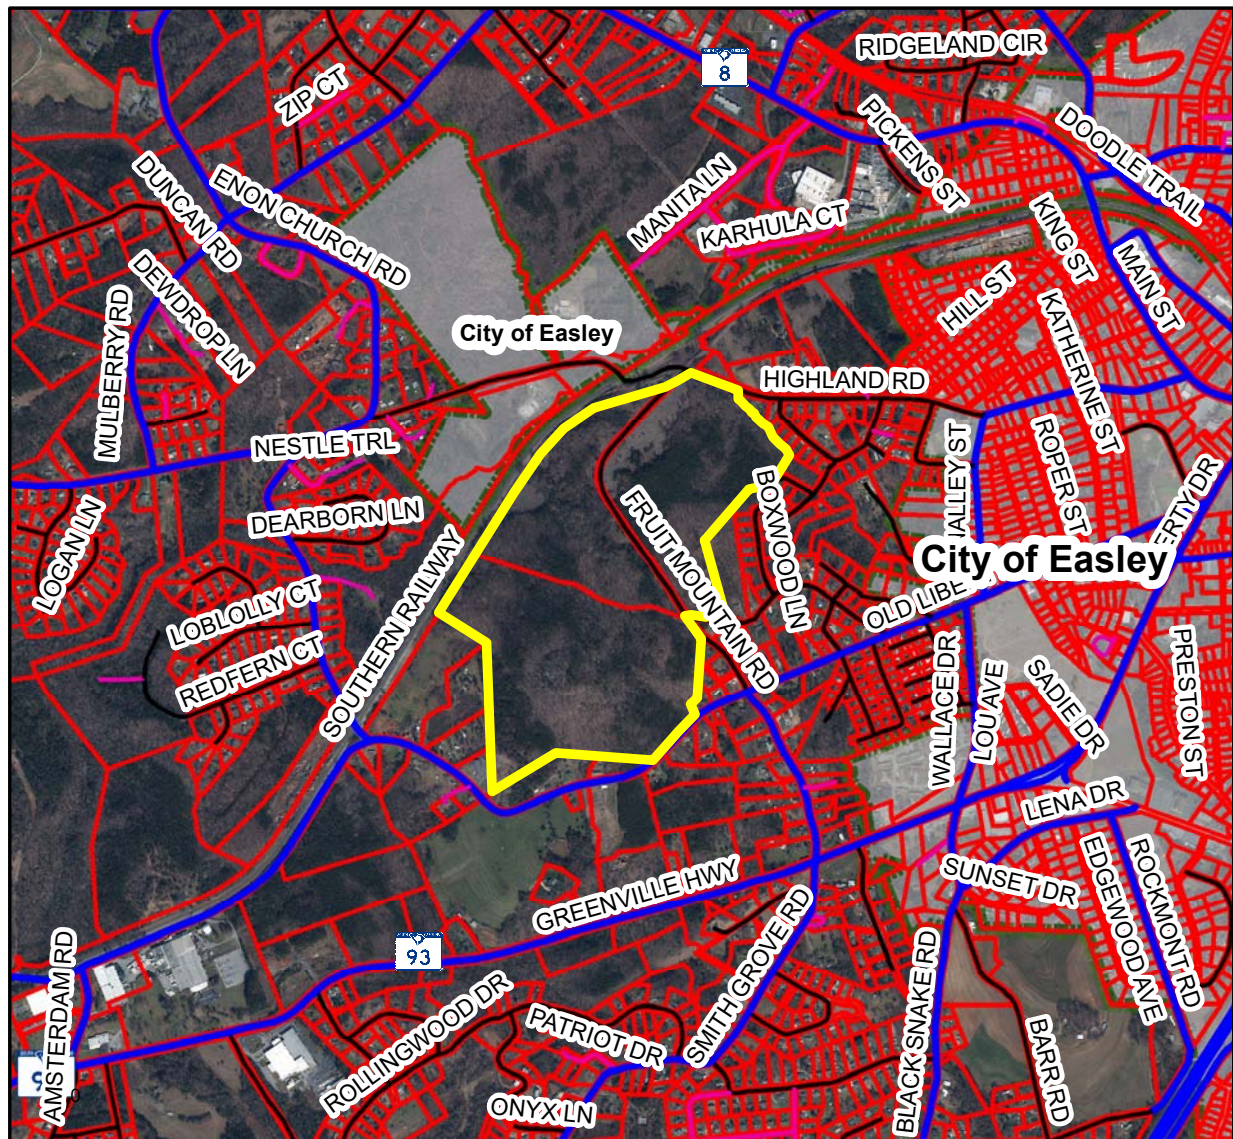 RIDGELAND CIR
8
ZIP CT
DOODLE TRAIL
PICKENS ST
DUNCAN RD
ENON CHURCH RD
MANITA LN
KARHULA CT
KING ST
MAIN ST
DEWDROP LN
HILL ST
MULBERRY RD
City of Easley
KATHERINE ST
HIGHLAND RD
NESTLE TRL
ROPER ST
DEARBORN LN
FRUIT MOUNTAIN RD
BOXWOOD LN
LOGAN LN
SOUTHERN RAILWAY
City of Easley
LOBLOLLY CT
OLD LIBE
ERTY DR
REDFERN CT
WALLACE DR
LOU AVE
SADIE DR
PRESTON ST
LENA DR
GREENVILLE HWY
SUNSET DR
EDGEWOOD AVE
ROCKMONT RD
93
AMSTERDAM RD
ROLLINGWOOD DR
PATRIOT DR
SMITH GROVE RD
BLACK SNAKE RD
BARR RD
9
ONYX LN